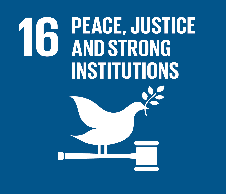 16 PEACE, JUSTICE
AND STRONG
INSTITUTIONS